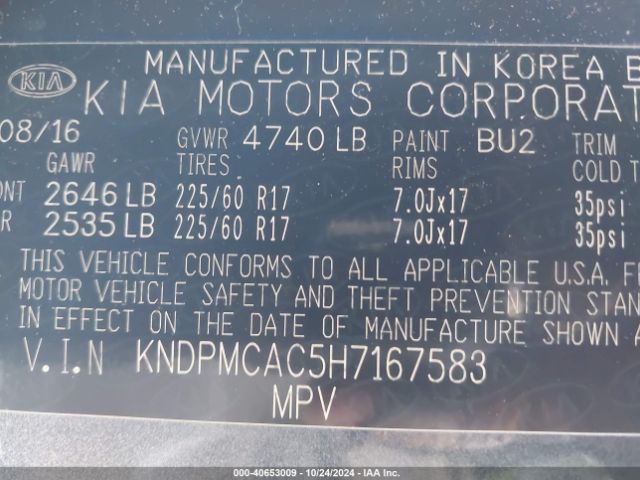 MANUFACTURED IN KOREA B
KIA KIA MOTORS CORPORAT
08/16 GVWR 4740 LB PAINT BU2 TRIM
GAWR TIRES RIMS COLD T
NT 2646 LB 225/60 R17 7.0Jx17 35psi
R 2535 LB 225/60 R17 7.0Jx17 35psi
THIS VEHICLE CONFORMS TO ALL APPLICABLE U.S.A. FE
MOTOR VEHICLE SAFETY AND THEFT PREVENTION STAN
IN EFFECT ON THE DATE OF MANUFACTURE SHOWN A
V.I.N KNDPMCAC5H7167583
MPV
000-40653009 - 10/24/2024 - IAA Inc.